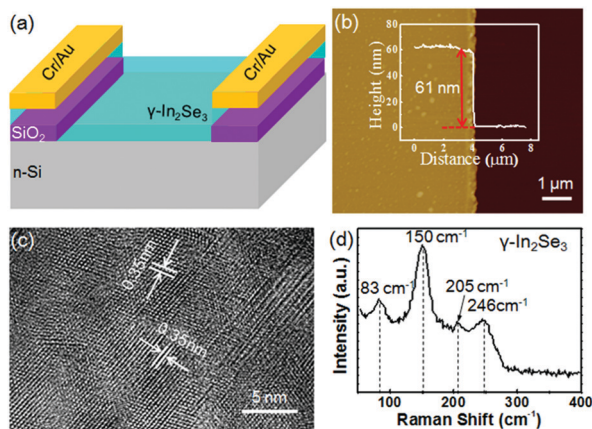 (a)
Cr/Au
Cr/Au
γ-In₂Se₃
SiO₂
n-Si
(b)
Height (nm)
80
60
40
20
0
61 nm
0 2 4 6 8
Distance (μm)
1 μm
(c)
0.35nm
0.35nm
5 nm
(d)
150 cm⁻¹
γ-In₂Se₃
83 cm⁻¹
205 cm⁻¹
246cm⁻¹
Intensity (a.u.)
100 200 300 400
Raman Shift (cm⁻¹)